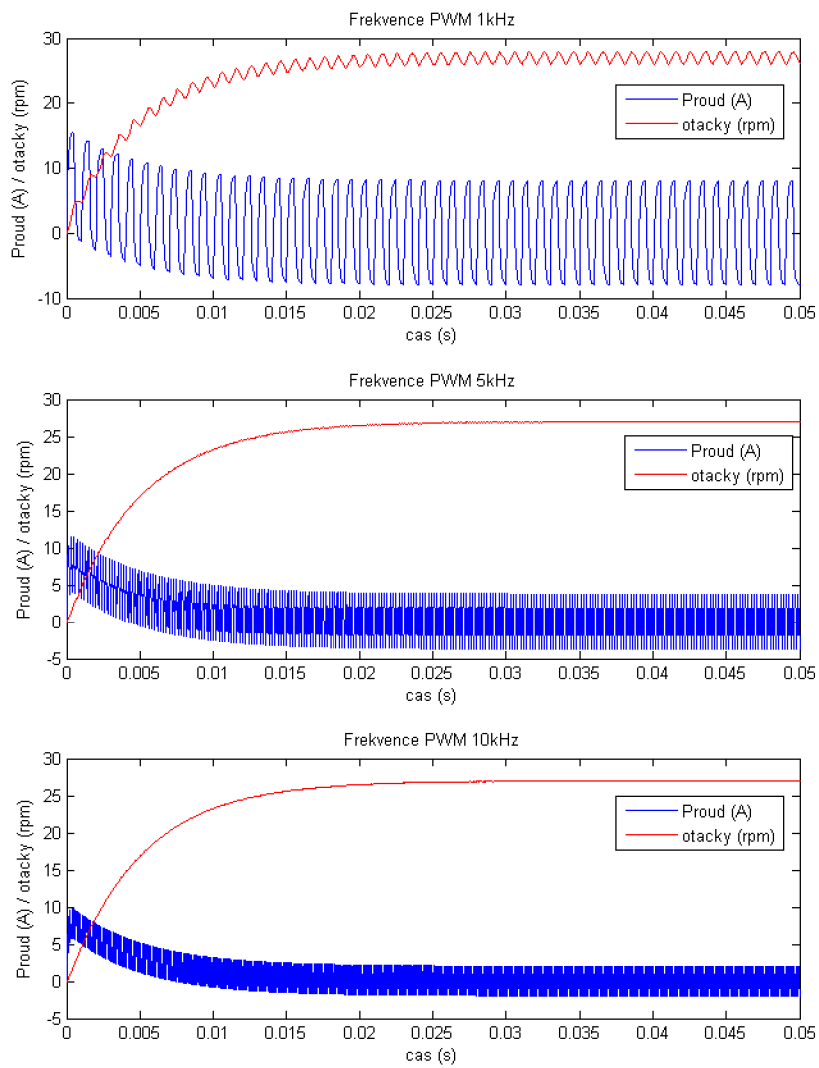 Frekvence PWM 1kHz
30
20
10
0
-10
Proud (A) / otacky (rpm)
Proud (A)
otacky (rpm)
0 0.005 0.01 0.015 0.02 0.025 0.03 0.035 0.04 0.045 0.05
cas (s)
Frekvence PWM 5kHz
30
25
20
15
10
5
0
-5
Proud (A) / otacky (rpm)
Proud (A)
otacky (rpm)
0 0.005 0.01 0.015 0.02 0.025 0.03 0.035 0.04 0.045 0.05
cas (s)
Frekvence PWM 10kHz
30
25
20
15
10
5
0
-5
Proud (A) / otacky (rpm)
Proud (A)
otacky (rpm)
0 0.005 0.01 0.015 0.02 0.025 0.03 0.035 0.04 0.045 0.05
cas (s)